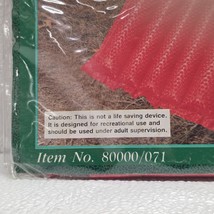 Caution: This is not a life saving device.
It is designed for recreational use and
should be used under adult supervision.
Item No. 80000/071